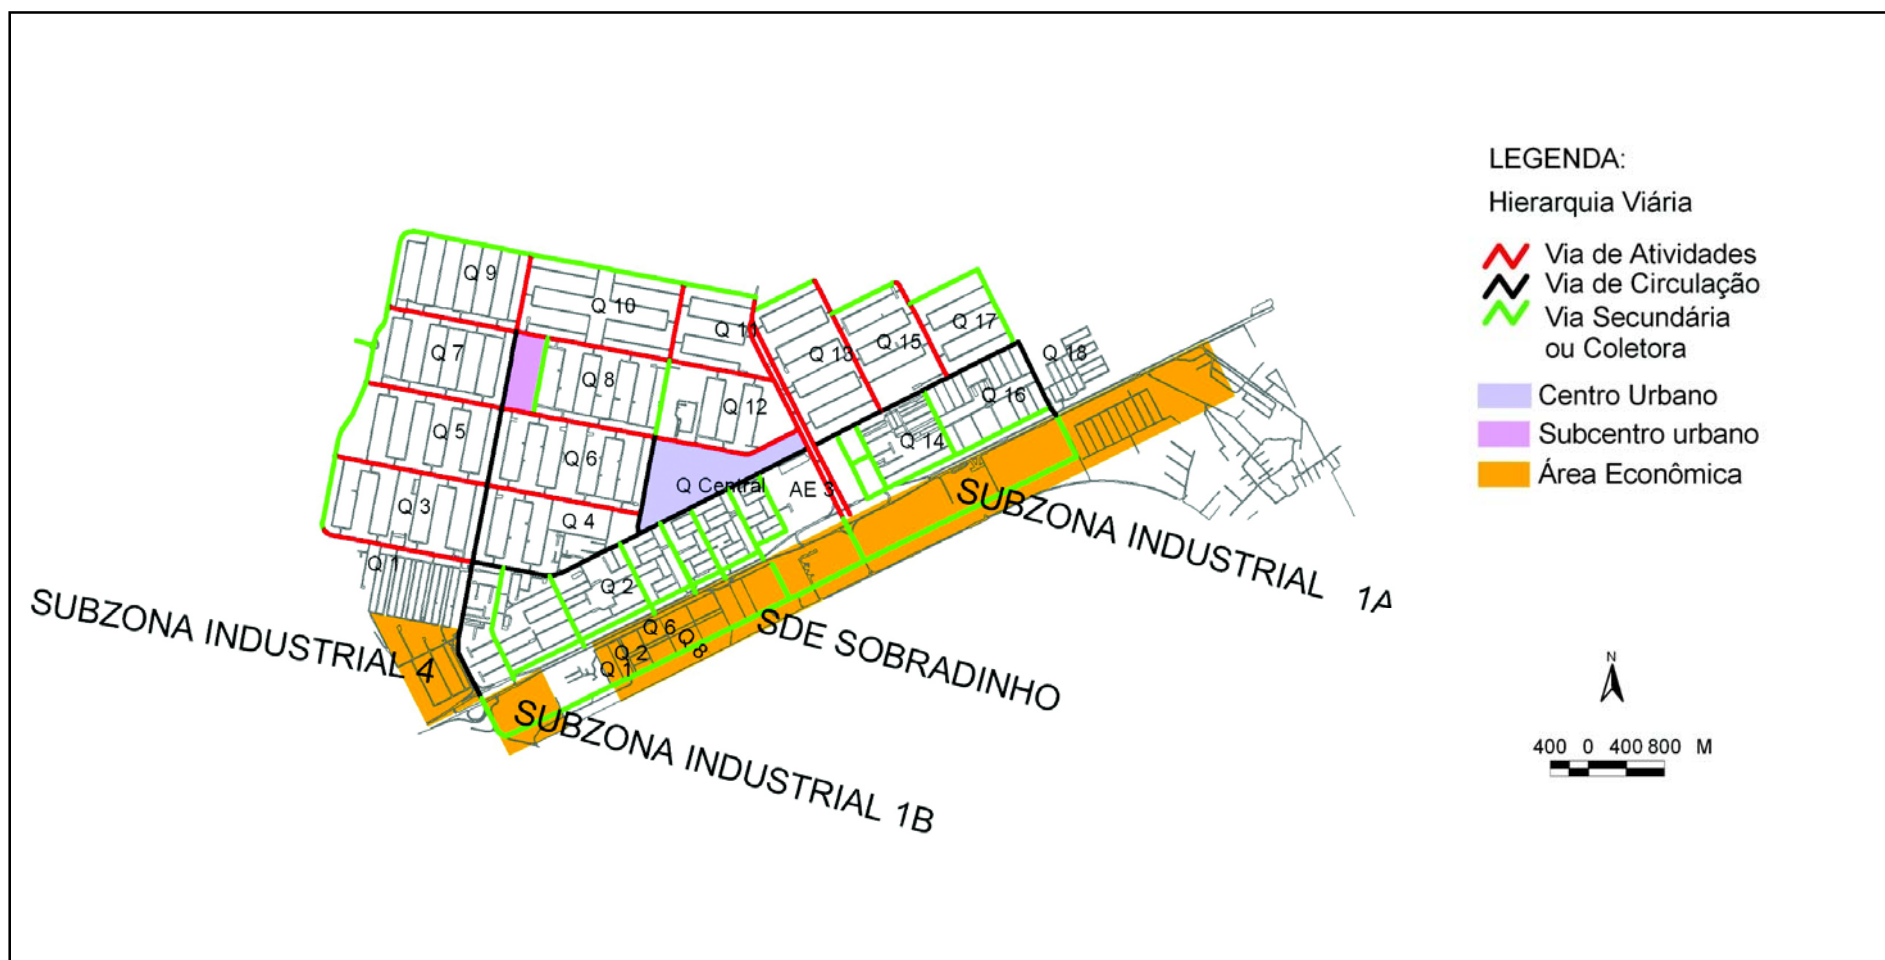 LEGENDA:
Hierarquia Viária
Via de Atividades
Via de Circulação
Via Secundária
ou Coletora
Centro Urbano
Subcentro urbano
Área Econômica
Q 9
Q 10
Q 11
Q 17
Q 7
Q 13
Q 15
Q 18
Q 8
Q 12
Q 16
Q 5
Q 6
Q 14
Q Central
AE 3
Q 3
Q 4
Q 1
Q 2
SUBZONA INDUSTRIAL 1A
SUBZONA INDUSTRIAL 4
Q 6
Q 8
Q 2
Q 1
SDE SOBRADINHO
SUBZONA INDUSTRIAL 1B
N
400 0 400 800 M